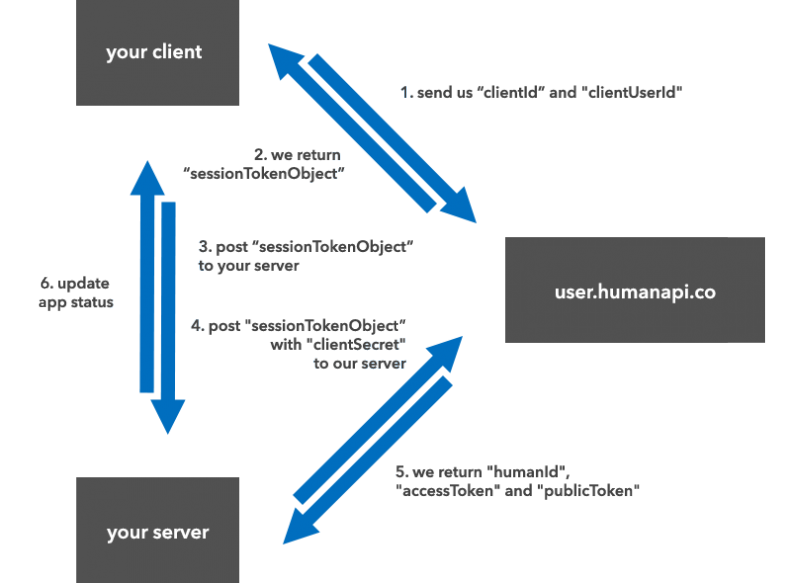 your client
1. send us “clientId” and "clientUserId"
2. we return
“sessionTokenObject”
3. post “sessionTokenObject”
to your server
user.humanapi.co
6. update
app status
4. post "sessionTokenObject”
with "clientSecret"
to our server
5. we return "humanId",
"accessToken" and "publicToken"
your server